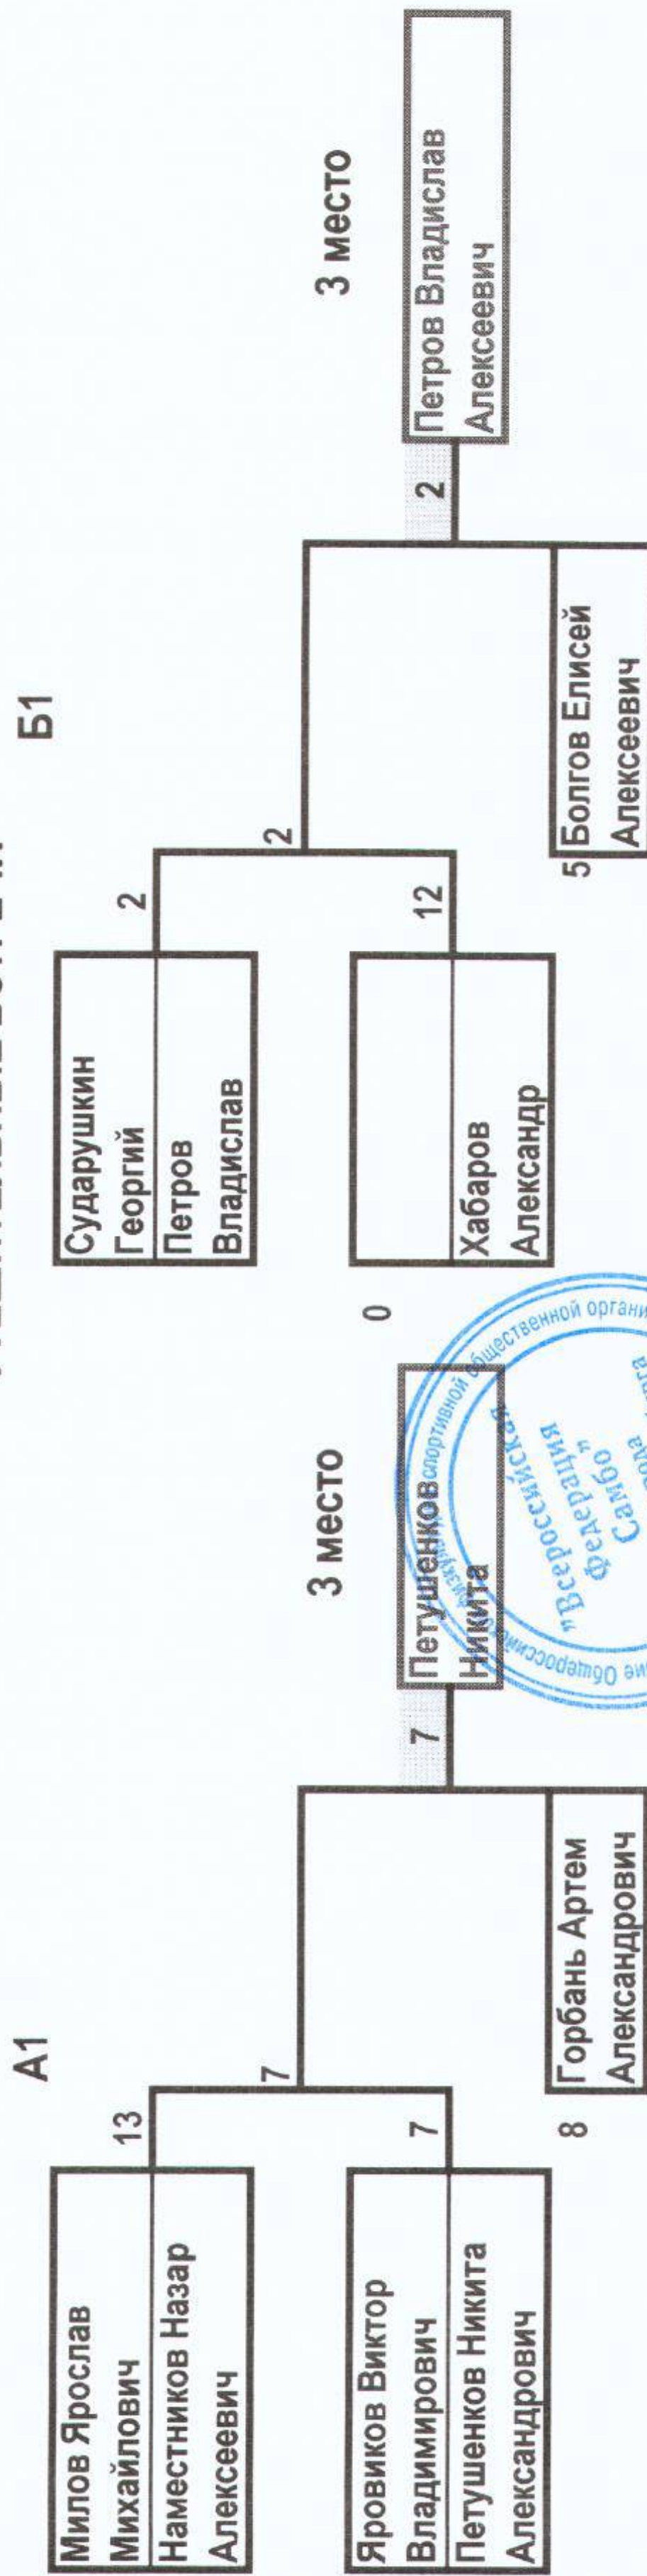 А1
Милов Ярослав
Михайлович
Наместников Назар
Алексеевич
13
7
Яровиков Виктор
Владимирович
Петушенков Никита
Александрович
7
8
Горбань Артем
Александрович
3 место
7
Петушенков
Никита
"Всероссийская
Федерация
Самбо"
Б1
Сударушкин
Георгий
Петров
Владислав
2
2
0
Хабаров
Александр
12
5
Болгов Елисей
Алексеевич
3 место
2
Петров Владислав
Алексеевич